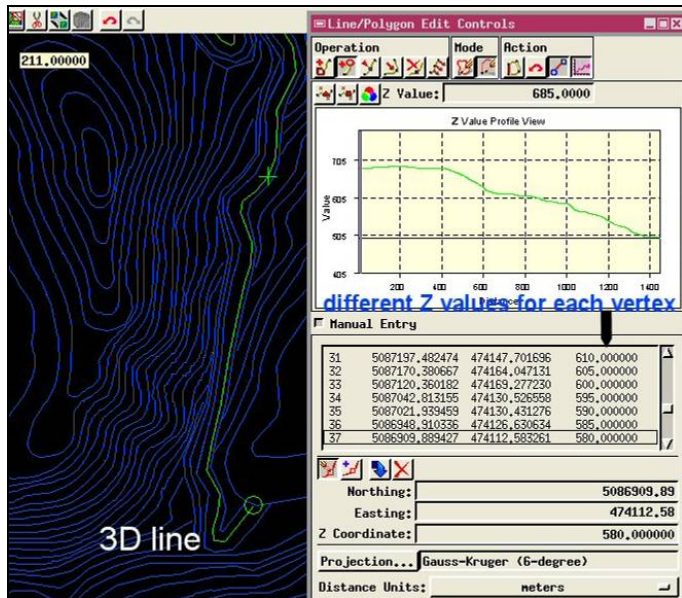 211.00000
Line/Polygon Edit Controls
Operation Mode Action
Z Value: 685.0000
Z Value Profile View
Value
705
605
505
405
200 400 600 800 1000 1200 1400
Distance
different Z values for each vertex
Manual Entry
31 5087197.482474 474147.701696 610.000000
32 5087170.380667 474164.047131 605.000000
33 5087120.360182 474169.277230 600.000000
34 5087042.813155 474130.526558 595.000000
35 5087021.939459 474130.431276 590.000000
36 5086948.910336 474126.630634 585.000000
37 5086909.889427 474112.583261 580.000000
Northing: 5086909.89
Easting: 474112.58
Z Coordinate: 580.000000
Projection... Gauss-Kruger (6-degree)
Distance Units: meters
3D line